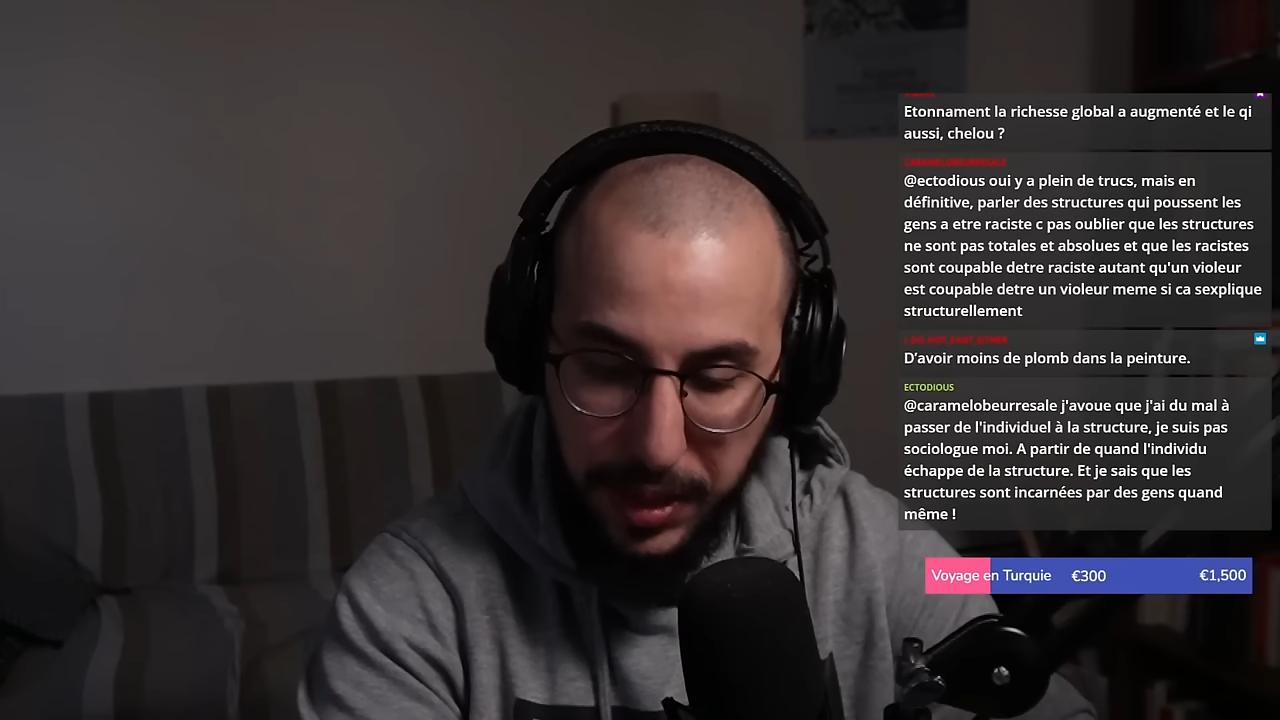 Etonnament la richesse global a augmenté et le qi
aussi, chelou ?
CARAMELOBEURRESALE
@ectodious oui y a plein de trucs, mais en
définitive, parler des structures qui poussent les
gens a etre raciste c pas oublier que les structures
ne sont pas totales et absolues et que les racistes
sont coupable detre raciste autant qu'un violeur
est coupable detre un violeur meme si ca sexplique
structurellement
D'avoir moins de plomb dans la peinture.
ECTODIOUS
@caramelobeurresale j'avoue que j'ai du mal à
passer de l'individuel à la structure, je suis pas
sociologue moi. A partir de quand l'individu
échappe de la structure. Et je sais que les
structures sont incarnées par des gens quand
même !
Voyage en Turquie €300 €1,500